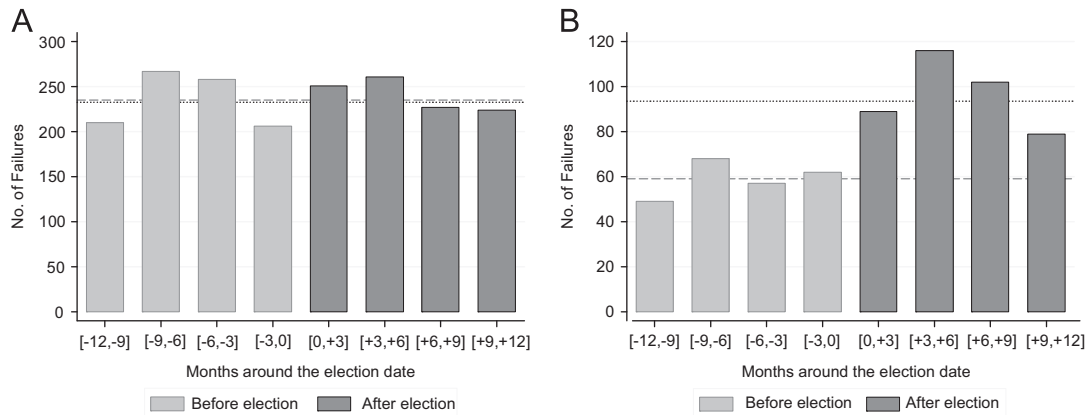 A
No. of Failures
300
250
200
150
100
50
0
[-12,-9] [-9,-6] [-6,-3] [-3,0] [0,+3] [+3,+6] [+6,+9] [+9,+12]
Months around the election date
Before election After election
B
No. of Failures
120
100
80
60
40
20
0
[-12,-9] [-9,-6] [-6,-3] [-3,0] [0,+3] [+3,+6] [+6,+9] [+9,+12]
Months around the election date
Before election After election